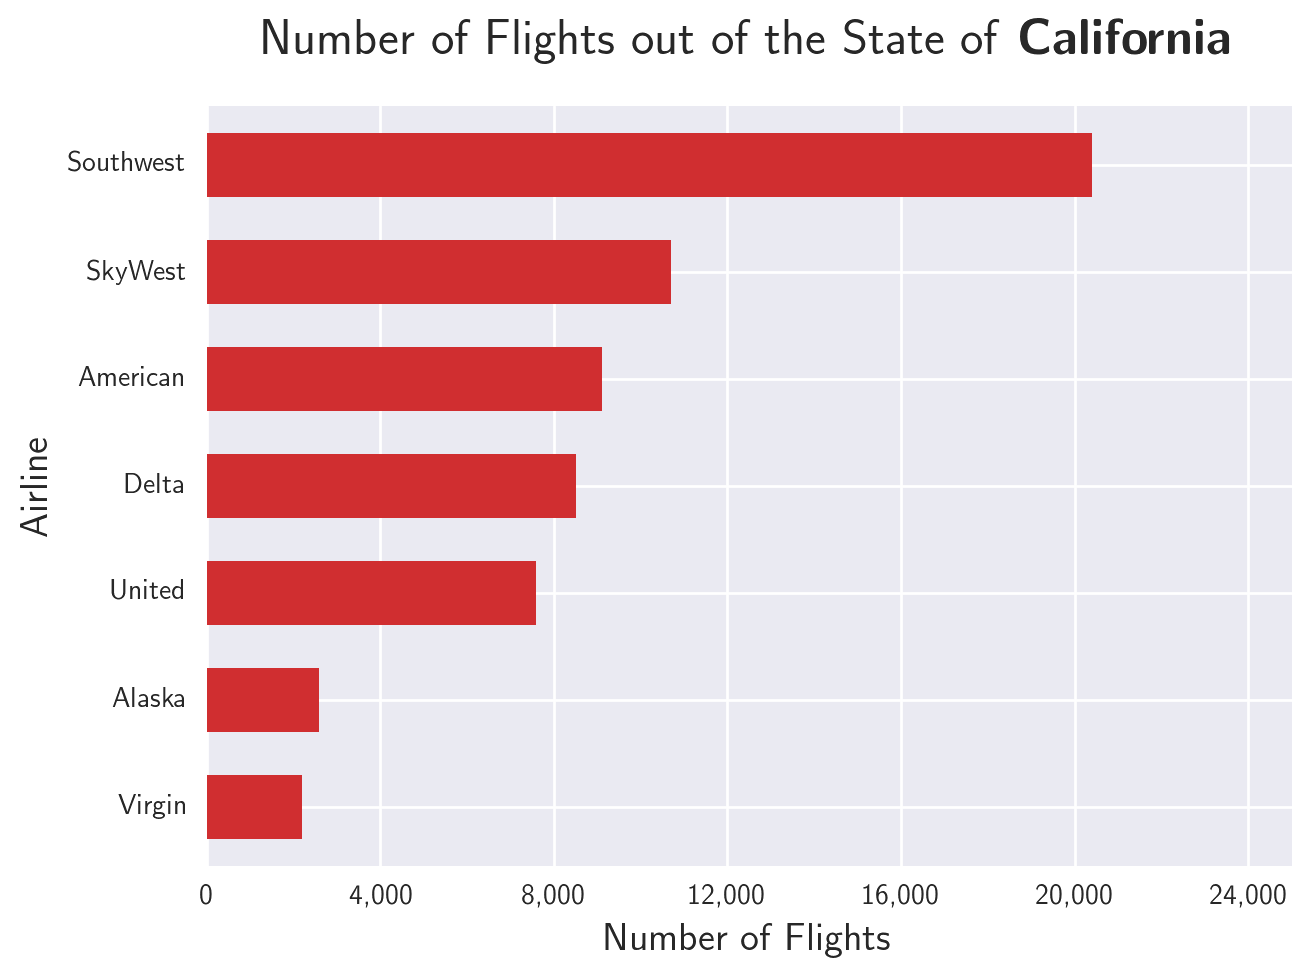 Number of Flights out of the State of California
Southwest
SkyWest
American
Delta
United
Alaska
Virgin
Airline
0 4,000 8,000 12,000 16,000 20,000 24,000
Number of Flights